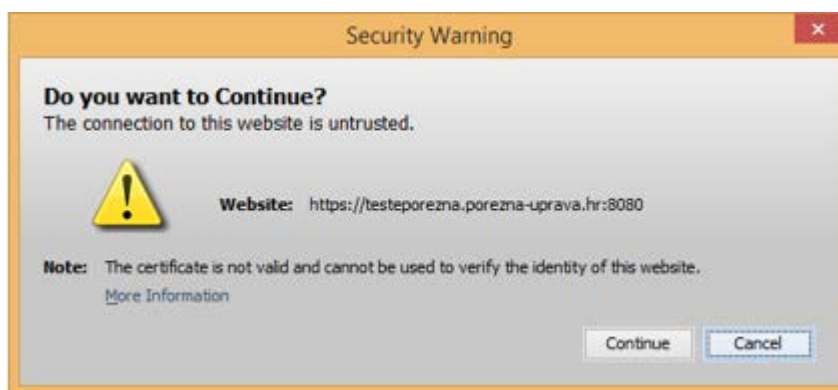 Security Warning
Do you want to Continue?
The connection to this website is untrusted.
Website: https://testeporezna.porezna-uprava.hr:8080
Note: The certificate is not valid and cannot be used to verify the identity of this website.
More Information
Continue Cancel